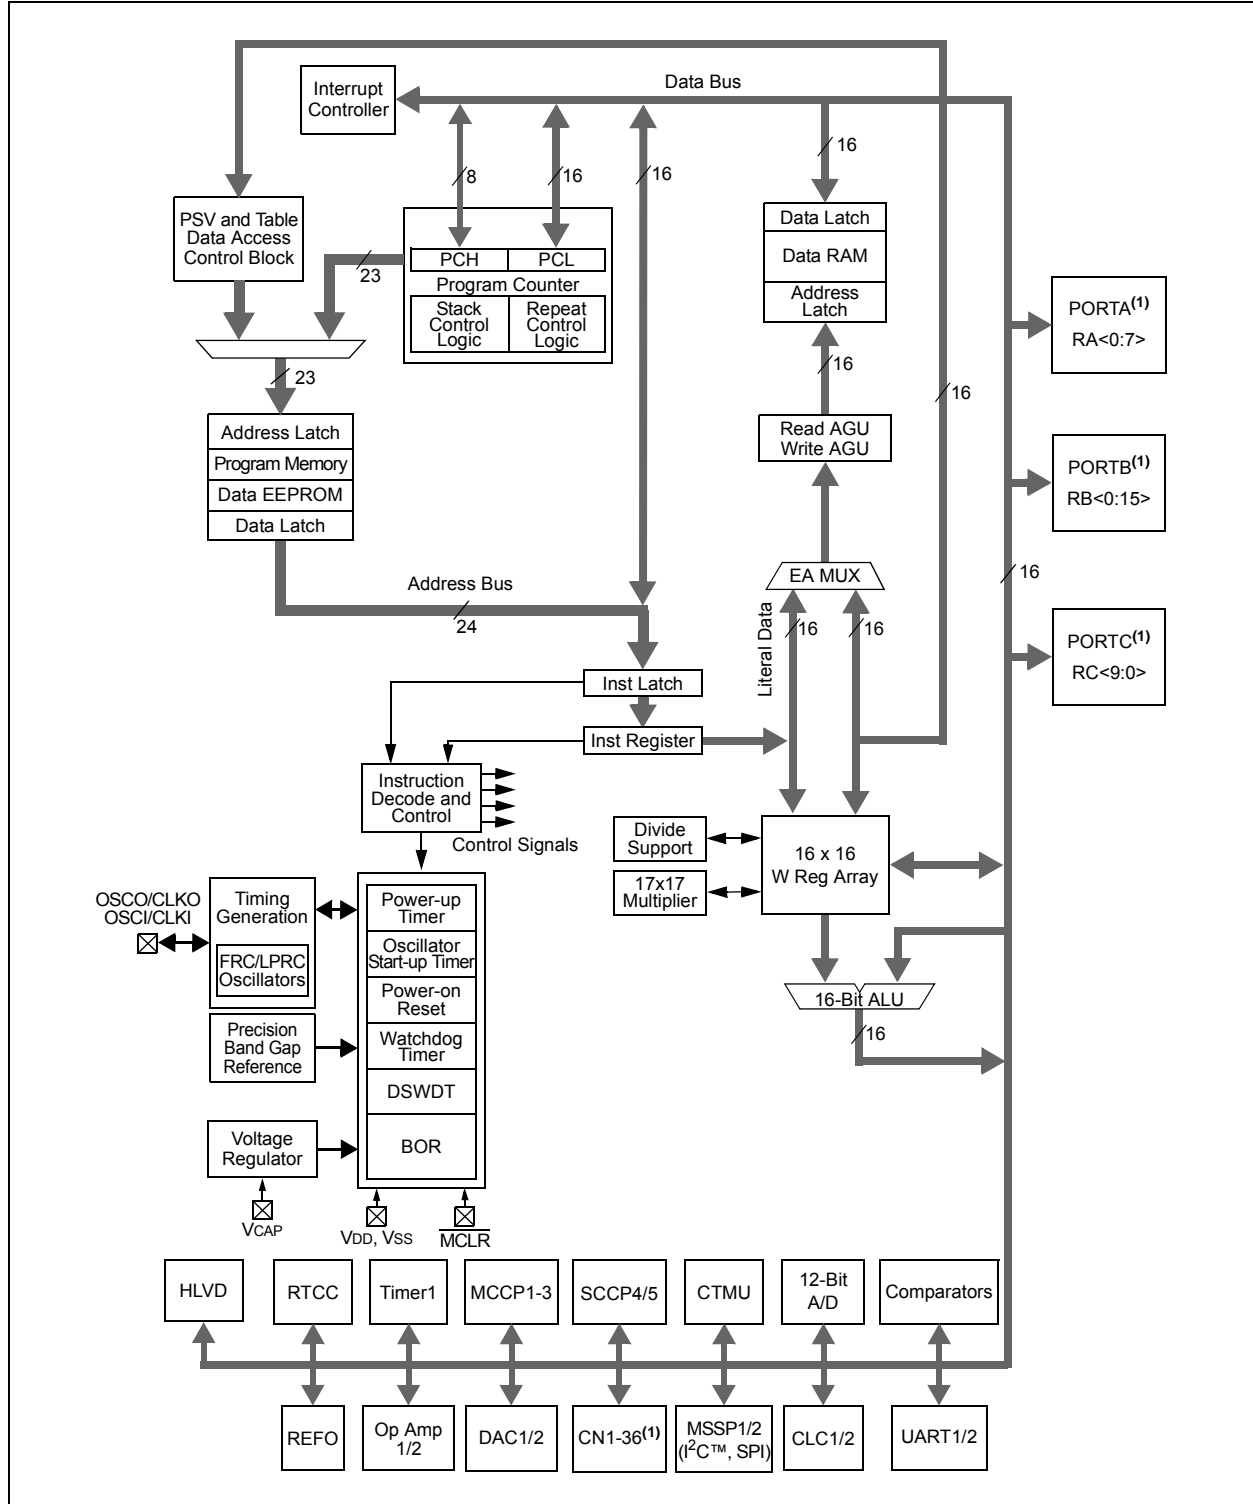 Data Bus
Interrupt
Controller
8
16
16
16
PSV and Table
Data Access
Control Block
23
PCH
PCL
Program Counter
Stack
Control
Logic
Repeat
Control
Logic
Data Latch
Data RAM
Address
Latch
PORTA(1)
RA<0:7>
23
16
16
Address Latch
Program Memory
Data EEPROM
Data Latch
Read AGU
Write AGU
PORTB(1)
RB<0:15>
EA MUX
16
Address Bus
24
Literal Data
16
16
PORTC(1)
RC<9:0>
Inst Latch
Inst Register
Instruction
Decode and
Control
Control Signals
Divide
Support
17x17
Multiplier
16 x 16
W Reg Array
OSCO/CLKO
OSCI/CLKI
Timing
Generation
FRC/LPRC
Oscillators
Power-up
Timer
Oscillator
Start-up Timer
Power-on
Reset
Watchdog
Timer
DSWDT
BOR
16-Bit ALU
16
Precision
Band Gap
Reference
Voltage
Regulator
VCAP
VDD, VSS
MCLR
HLVD
RTCC
Timer1
MCCP1-3
SCCP4/5
CTMU
12-Bit
A/D
Comparators
REFO
Op Amp
1/2
DAC1/2
CN1-36(1)
MSSP1/2
(I2C™, SPI)
CLC1/2
UART1/2